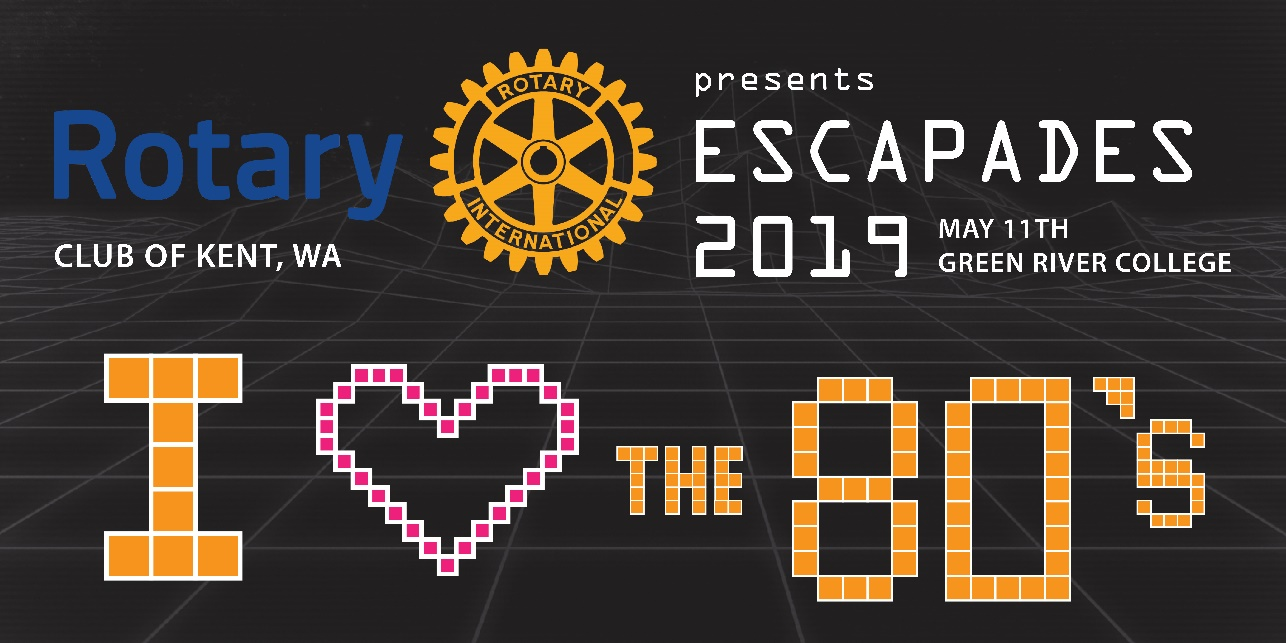 Rotary
CLUB OF KENT, WA
ROTARY
INTERNATIONAL
presents
ESCAPADES
2019
MAY 11TH
GREEN RIVER COLLEGE
I THE 80's